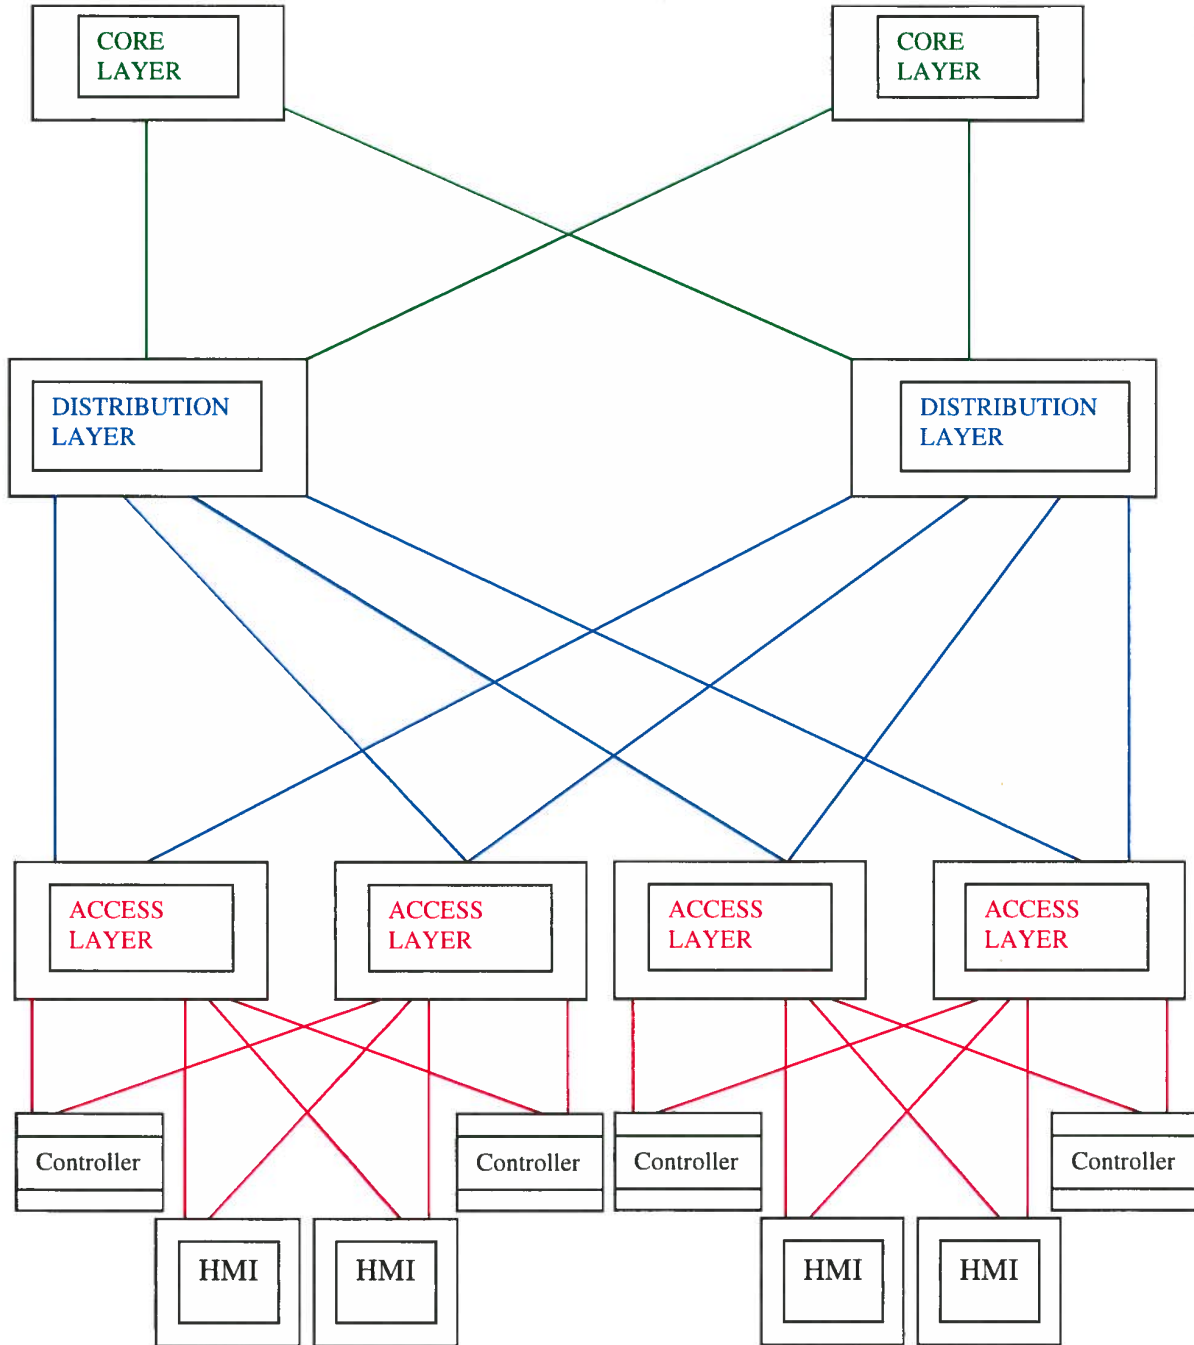 CORE
LAYER
CORE
LAYER
DISTRIBUTION
LAYER
DISTRIBUTION
LAYER
ACCESS
LAYER
ACCESS
LAYER
ACCESS
LAYER
ACCESS
LAYER
Controller
Controller
Controller
Controller
HMI
HMI
HMI
HMI